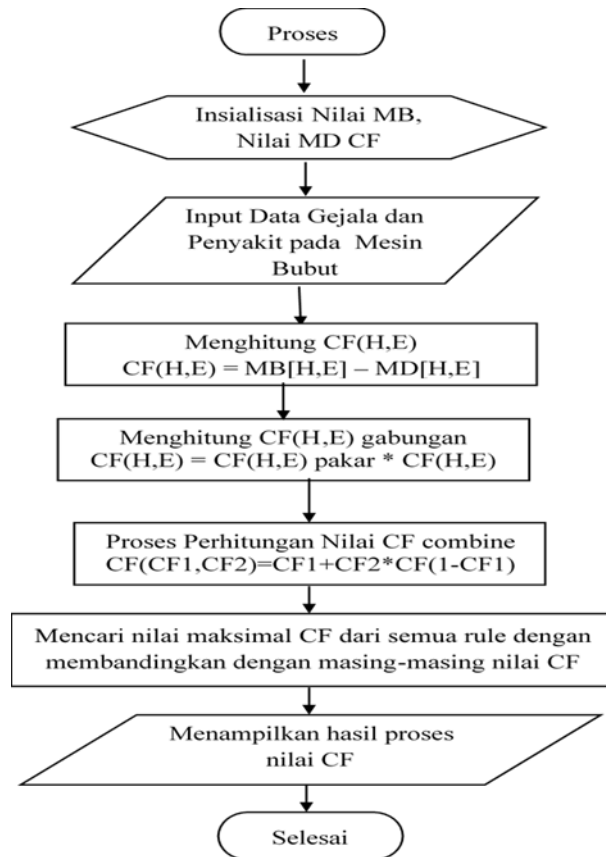 Proses
Insialisasi Nilai MB,
Nilai MD CF
Input Data Gejala dan
Penyakit pada Mesin
Bubut
Menghitung CF(H,E)
CF(H,E) = MB[H,E] – MD[H,E]
Menghitung CF(H,E) gabungan
CF(H,E) = CF(H,E) pakar * CF(H,E)
Proses Perhitungan Nilai CF combine
CF(CF1,CF2)=CF1+CF2*CF(1-CF1)
Mencari nilai maksimal CF dari semua rule dengan
membandingkan dengan masing-masing nilai CF
Menampilkan hasil proses
nilai CF
Selesai